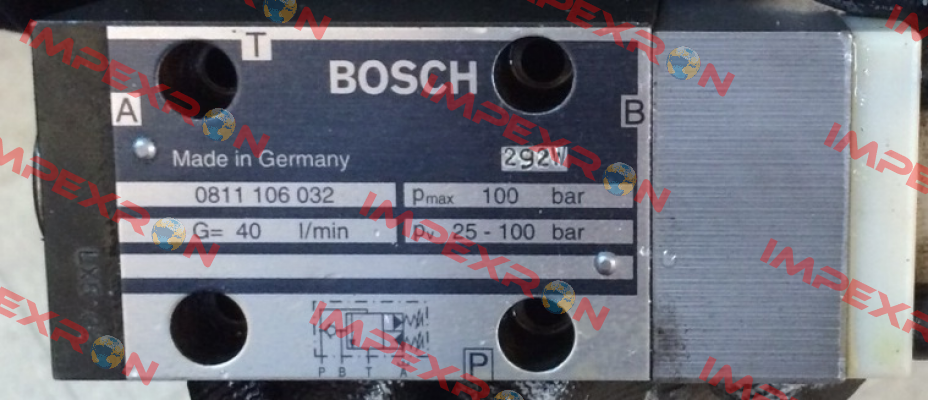 T
BOSCH
A
B
Made in Germany
292W
0811 106 032
pmax 100 bar
G= 40 l/min
pv 25 - 100 bar
P B T A
P
IMPEXRON